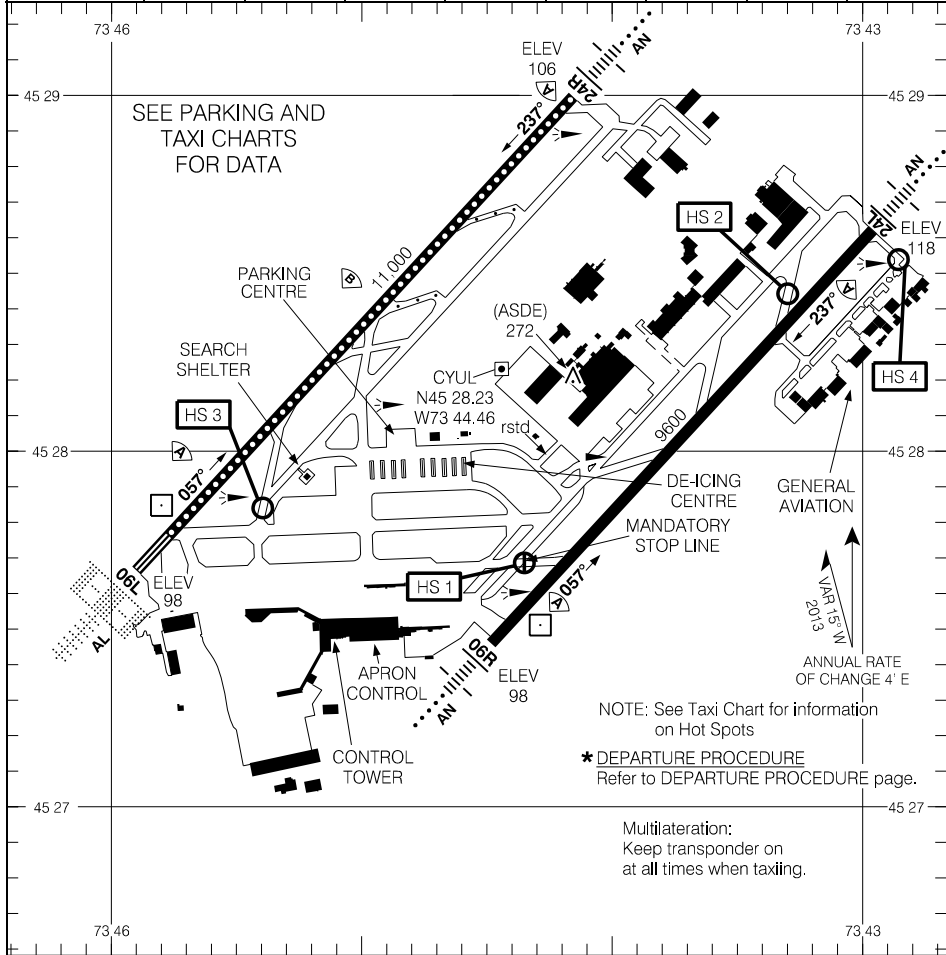 73 46
73 43
ELEV
106
AN
24R
45 29
45 29
SEE PARKING AND
TAXI CHARTS
FOR DATA
A
237°
AN
HS 2
24L
ELEV
118
PARKING
CENTRE
B
11,000
(ASDE)
272
A
237°
SEARCH
SHELTER
CYUL
N45 28.23
W73 44.46
HS 4
HS 3
rstd
9600
45 28
45 28
A
057°
DE-ICING
CENTRE
GENERAL
AVIATION
MANDATORY
STOP LINE
06L
ELEV
98
HS 1
A
057°
VAR 15° W
2013
AL
06R
ELEV
98
APRON
CONTROL
ANNUAL RATE
OF CHANGE 4' E
AN
NOTE: See Taxi Chart for information
on Hot Spots
CONTROL
TOWER
* DEPARTURE PROCEDURE
Refer to DEPARTURE PROCEDURE page.
45 27
45 27
Multilateration:
Keep transponder on
at all times when taxiing.
73 46
73 43